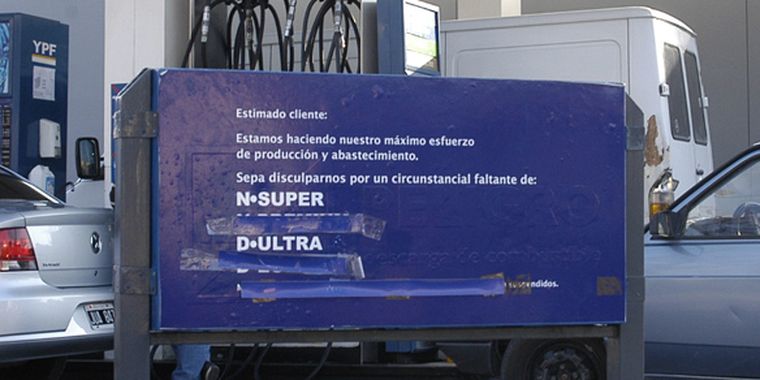 YPF
Estimado cliente:
Estamos haciendo nuestro máximo esfuerzo
de producción y abastecimiento.
Sepa disculparnos por un circunstancial faltante de:
N•SUPER
D•ULTRA
suspendidos.